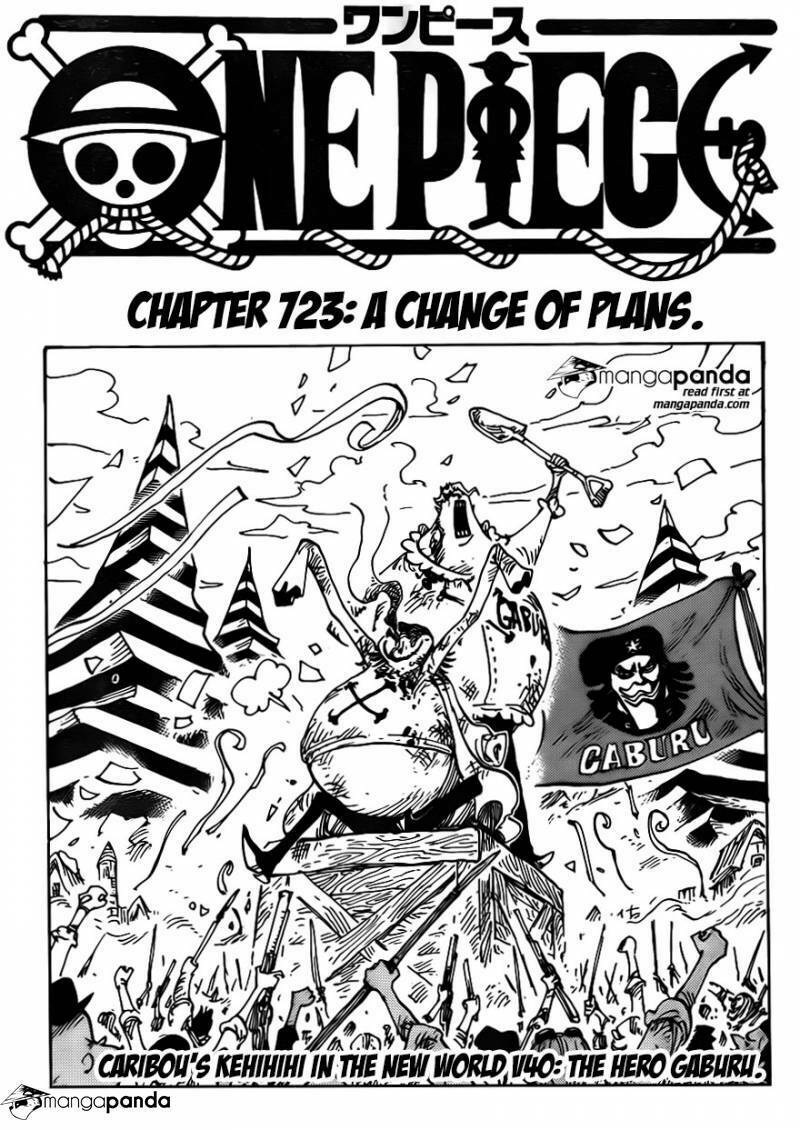 ワンピース
ONE PIECE
CHAPTER 723: A CHANGE OF PLANS.
mangapanda
read first at
mangapanda.com
GABUR
GABURU
CARIBOU'S KEHIHIHI IN THE NEW WORLD V40: THE HERO GABURU.
mangapanda